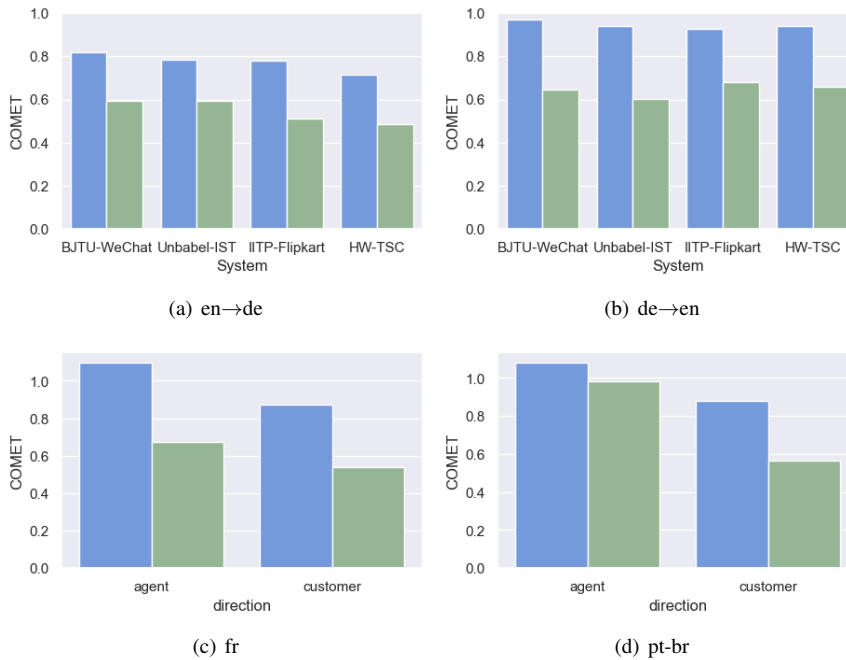 1.0
0.8
0.6
0.4
0.2
0.0
COMET
BJTU-WeChat Unbabel-IST IITP-Flipkart HW-TSC
System
(a) en→de
1.0
0.8
0.6
0.4
0.2
0.0
COMET
BJTU-WeChat Unbabel-IST IITP-Flipkart HW-TSC
System
(b) de→en
1.0
0.8
0.6
0.4
0.2
0.0
COMET
agent customer
direction
(c) fr
1.0
0.8
0.6
0.4
0.2
0.0
COMET
agent customer
direction
(d) pt-br